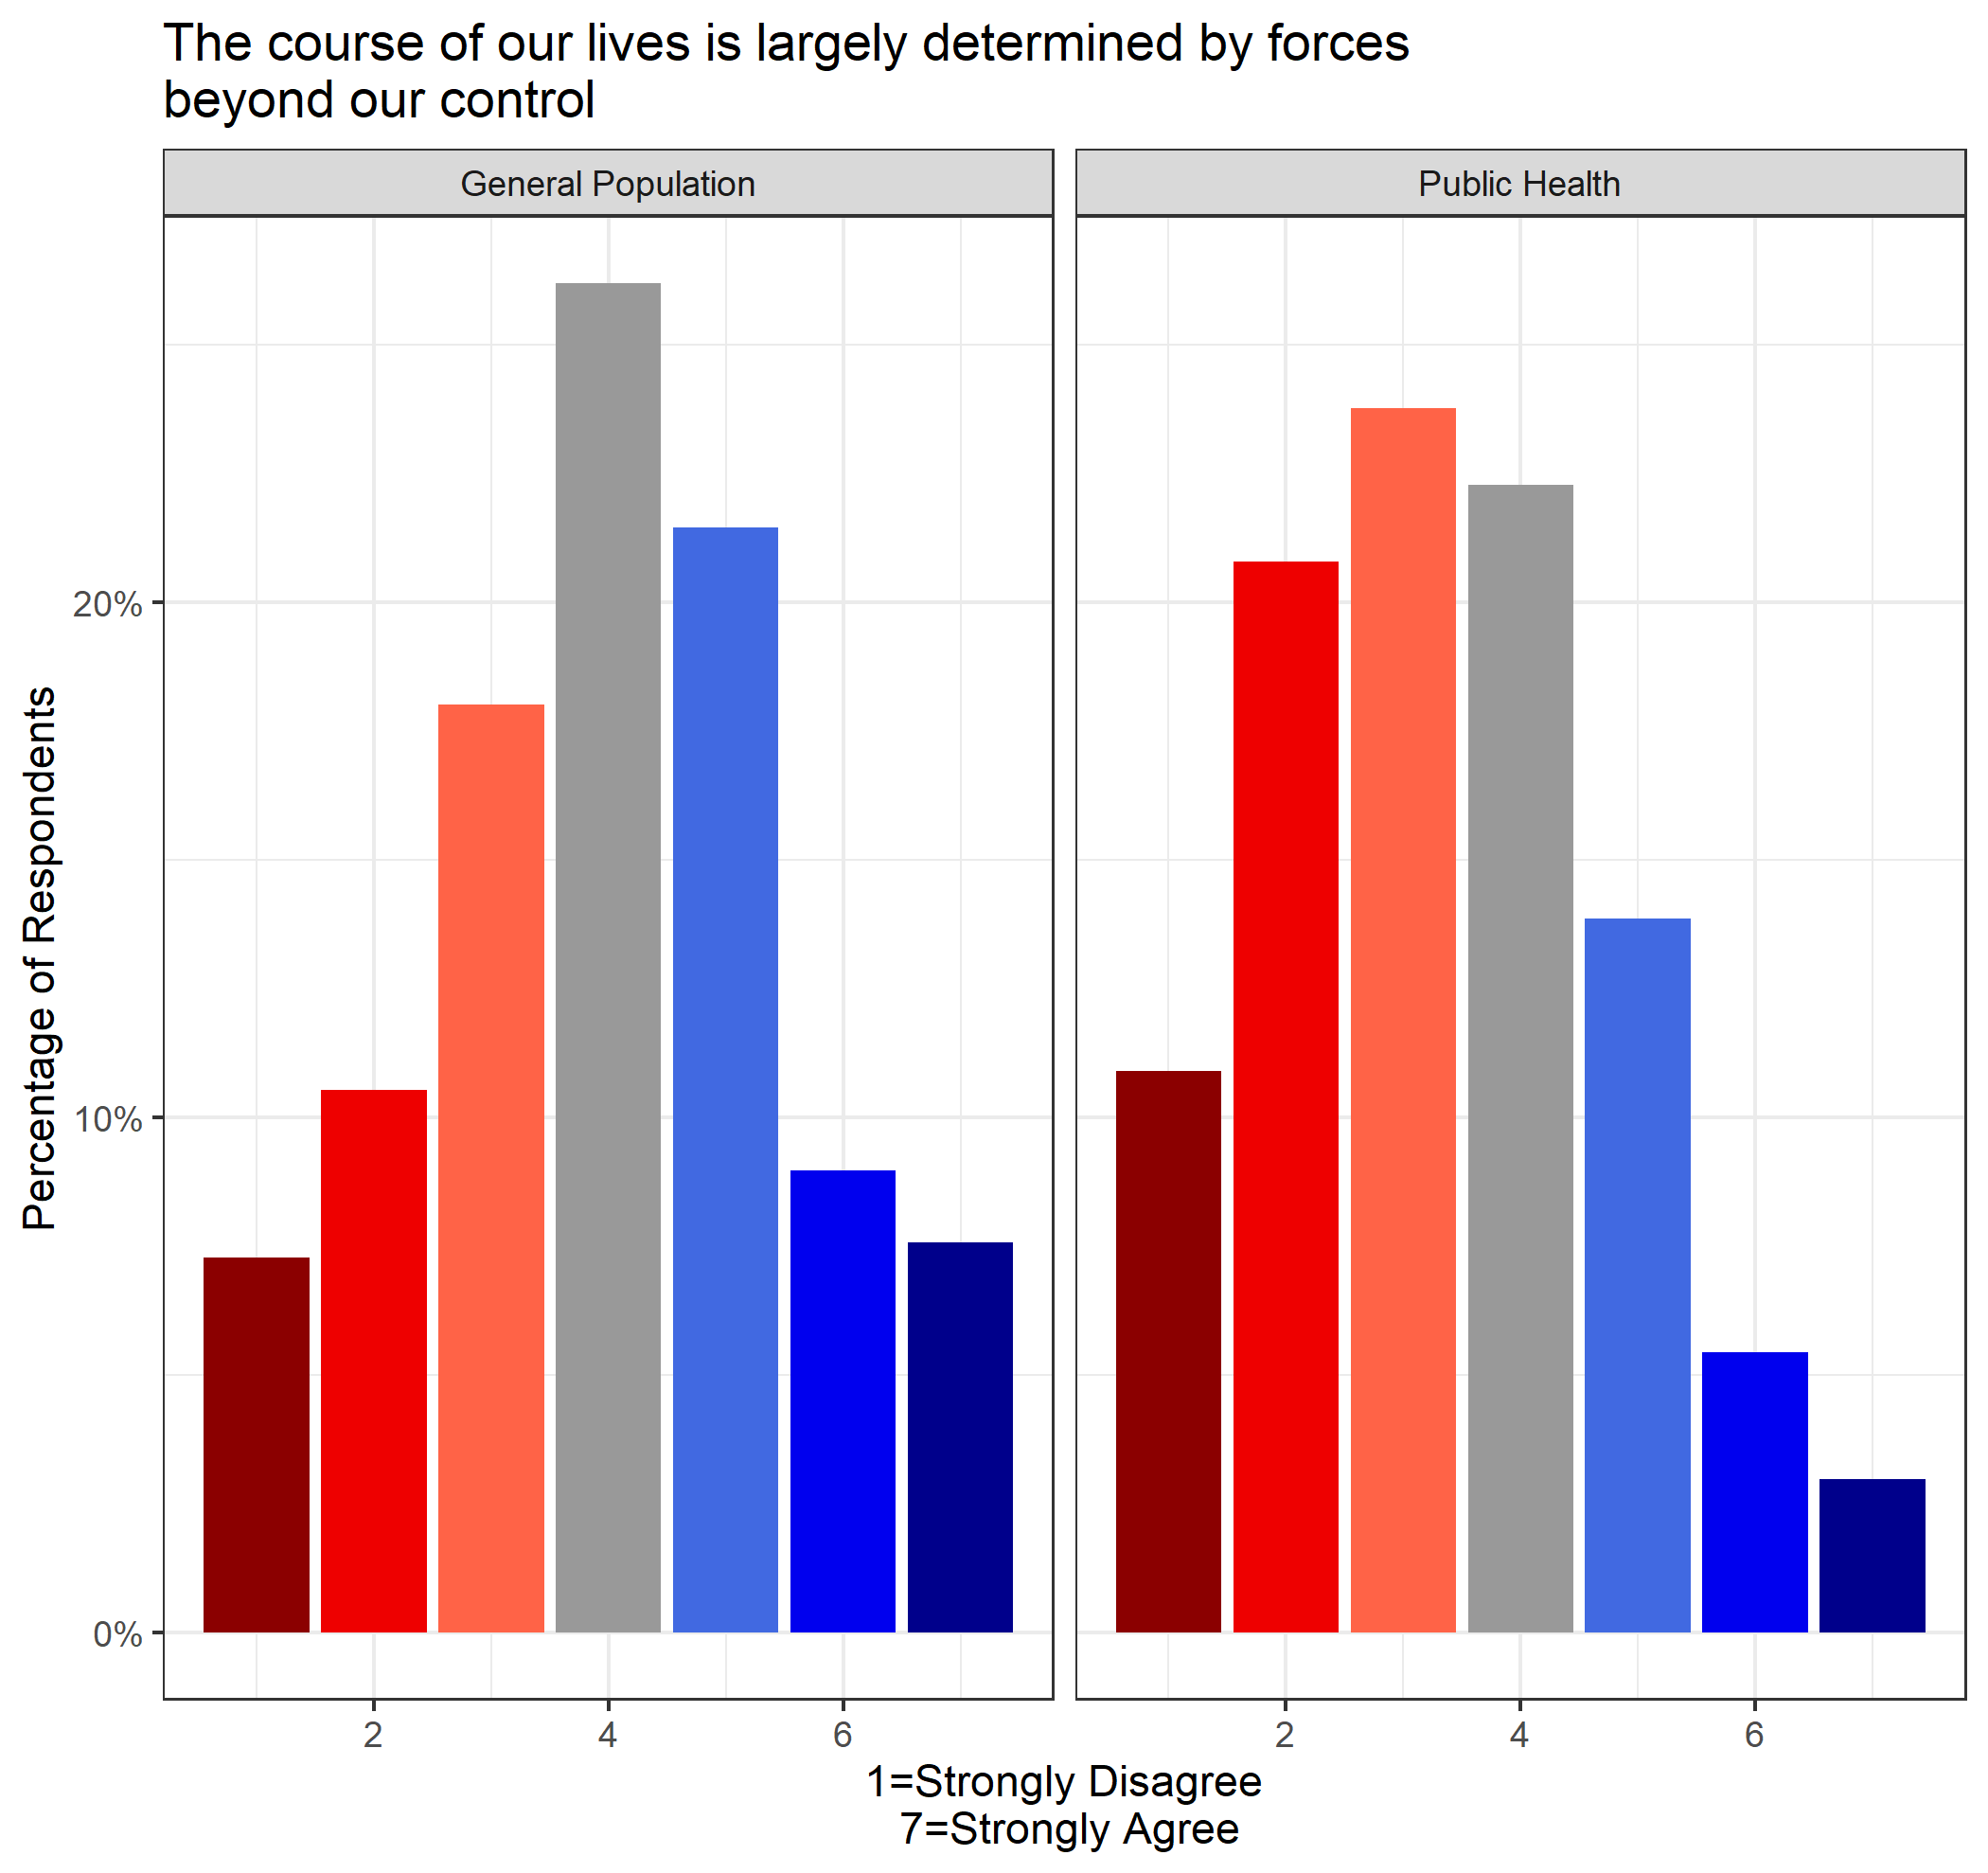 The course of our lives is largely determined by forces
beyond our control
General Population
Public Health
Percentage of Respondents
20%
10%
0%
2
4
6
2
4
6
1=Strongly Disagree
7=Strongly Agree